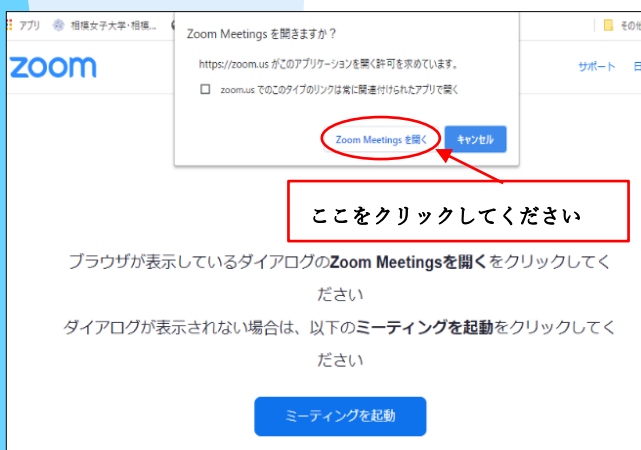 アプリ 相模女子大学・相模...
Zoom Meetings を開きますか？
その他
zoom
https://zoom.us がこのアプリケーションを開く許可を求めています。
サポート
zoom.us でのこのタイプのリンクは常に関連付けられたアプリで開く
Zoom Meetings を開く キャンセル
ここをクリックしてください
ブラウザが表示しているダイアログのZoom Meetingsを開くをクリックしてく
ださい
ダイアログが表示されない場合は、以下のミーティングを起動をクリックしてく
ださい
ミーティングを起動